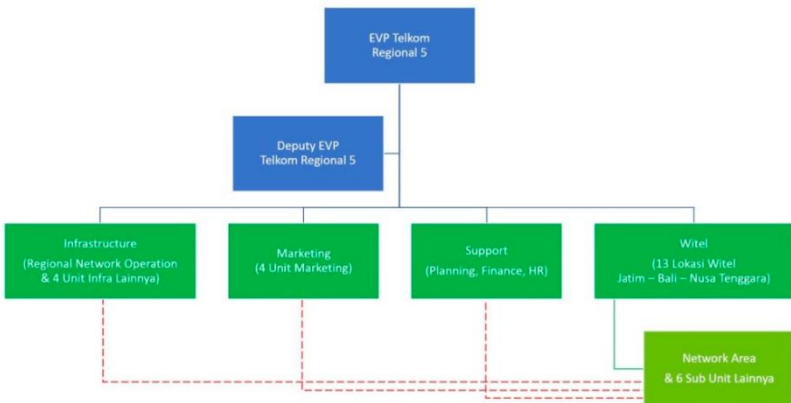 EVP Telkom
Regional 5
Deputy EVP
Telkom Regional 5
Infrastructure
(Regional Network Operation
& 4 Unit Infra Lainnya)
Marketing
(4 Unit Marketing)
Support
(Planning, Finance, HR)
Witel
(13 Lokasi Witel
Jatim – Bali – Nusa Tenggara)
Network Area
& 6 Sub Unit Lainnya